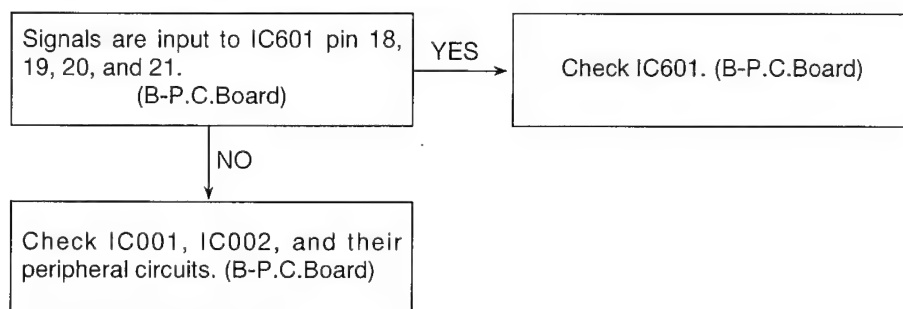 Signals are input to IC601 pin 18,
19, 20, and 21.
(B-P.C.Board)
YES
Check IC601. (B-P.C.Board)
NO
Check IC001, IC002, and their
peripheral circuits. (B-P.C.Board)